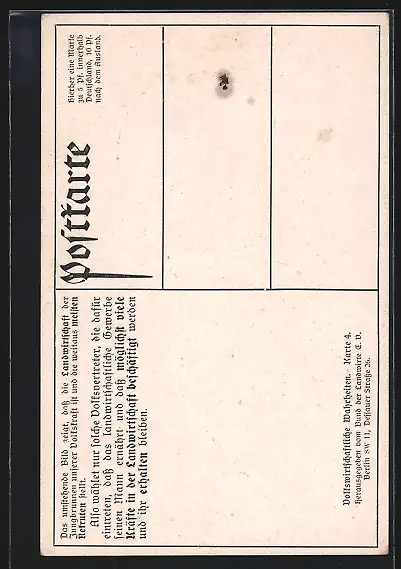 Das umstehende Bild zeigt, daß die Landwirtschaft der
Jungbrunnen unserer Volkskraft ist und die weitaus meisten
Rekruten stellt.
Also wählet nur solche Volksvertreter, die dafür
eintreten, daß das landwirtschaftliche Gewerbe
seinen Mann ernährt und daß möglichst viele
Kräfte in der Landwirtschaft beschäftigt werden
und ihr erhalten bleiben.
Volkswirtschaftliche Wahrheiten. Karte 4.
Herausgegeben vom Bund der Landwirte E. V.
Berlin SW 11, Dessauer Straße 26.
Postkarte
Hierher eine Marke
zu 5 Pf. innerhalb
Deutschland, 10 Pf.
nach dem Ausland.